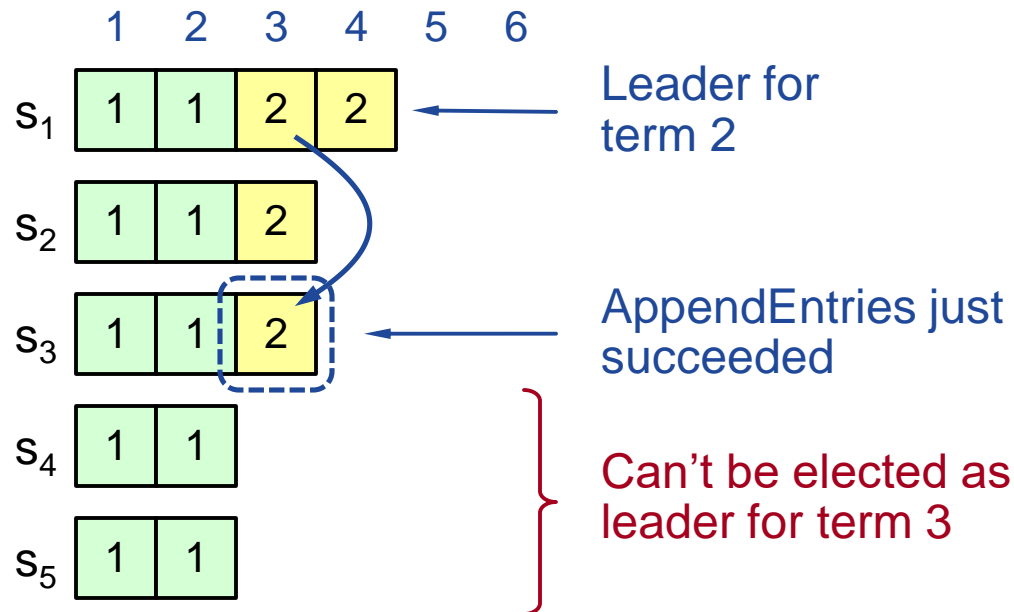 1 2 3 4 5 6
s1 1 1 2 2
Leader for
term 2
s2 1 1 2
s3 1 1 2
AppendEntries just
succeeded
s4 1 1
Can’t be elected as
leader for term 3
s5 1 1